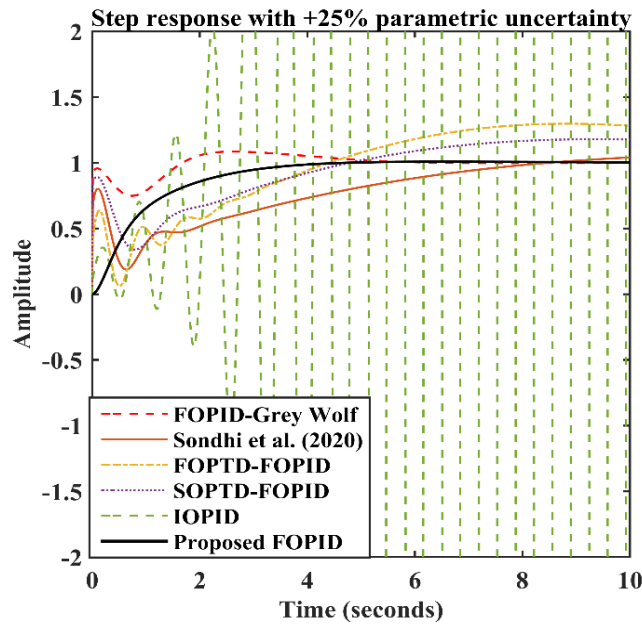 Step response with +25% parametric uncertainty
2
1.5
1
0.5
0
-0.5
-1
-1.5
-2
Amplitude
FOPID-Grey Wolf
Sondhi et al. (2020)
FOPTD-FOPID
SOPTD-FOPID
IOPID
Proposed FOPID
0 2 4 6 8 10
Time (seconds)